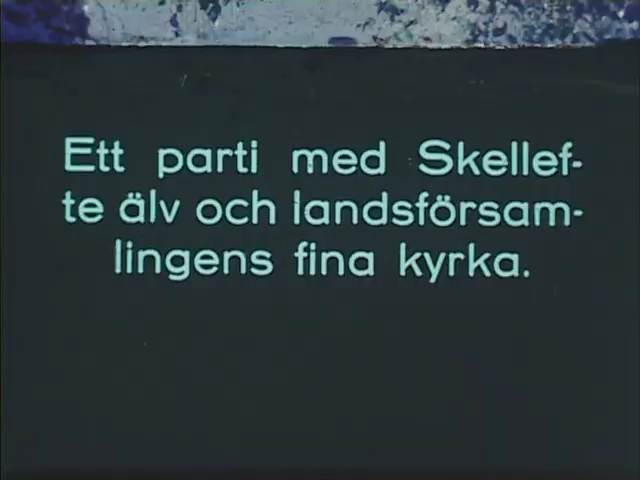 Ett parti med Skellef-
te älv och landsförsam-
lingens fina kyrka.